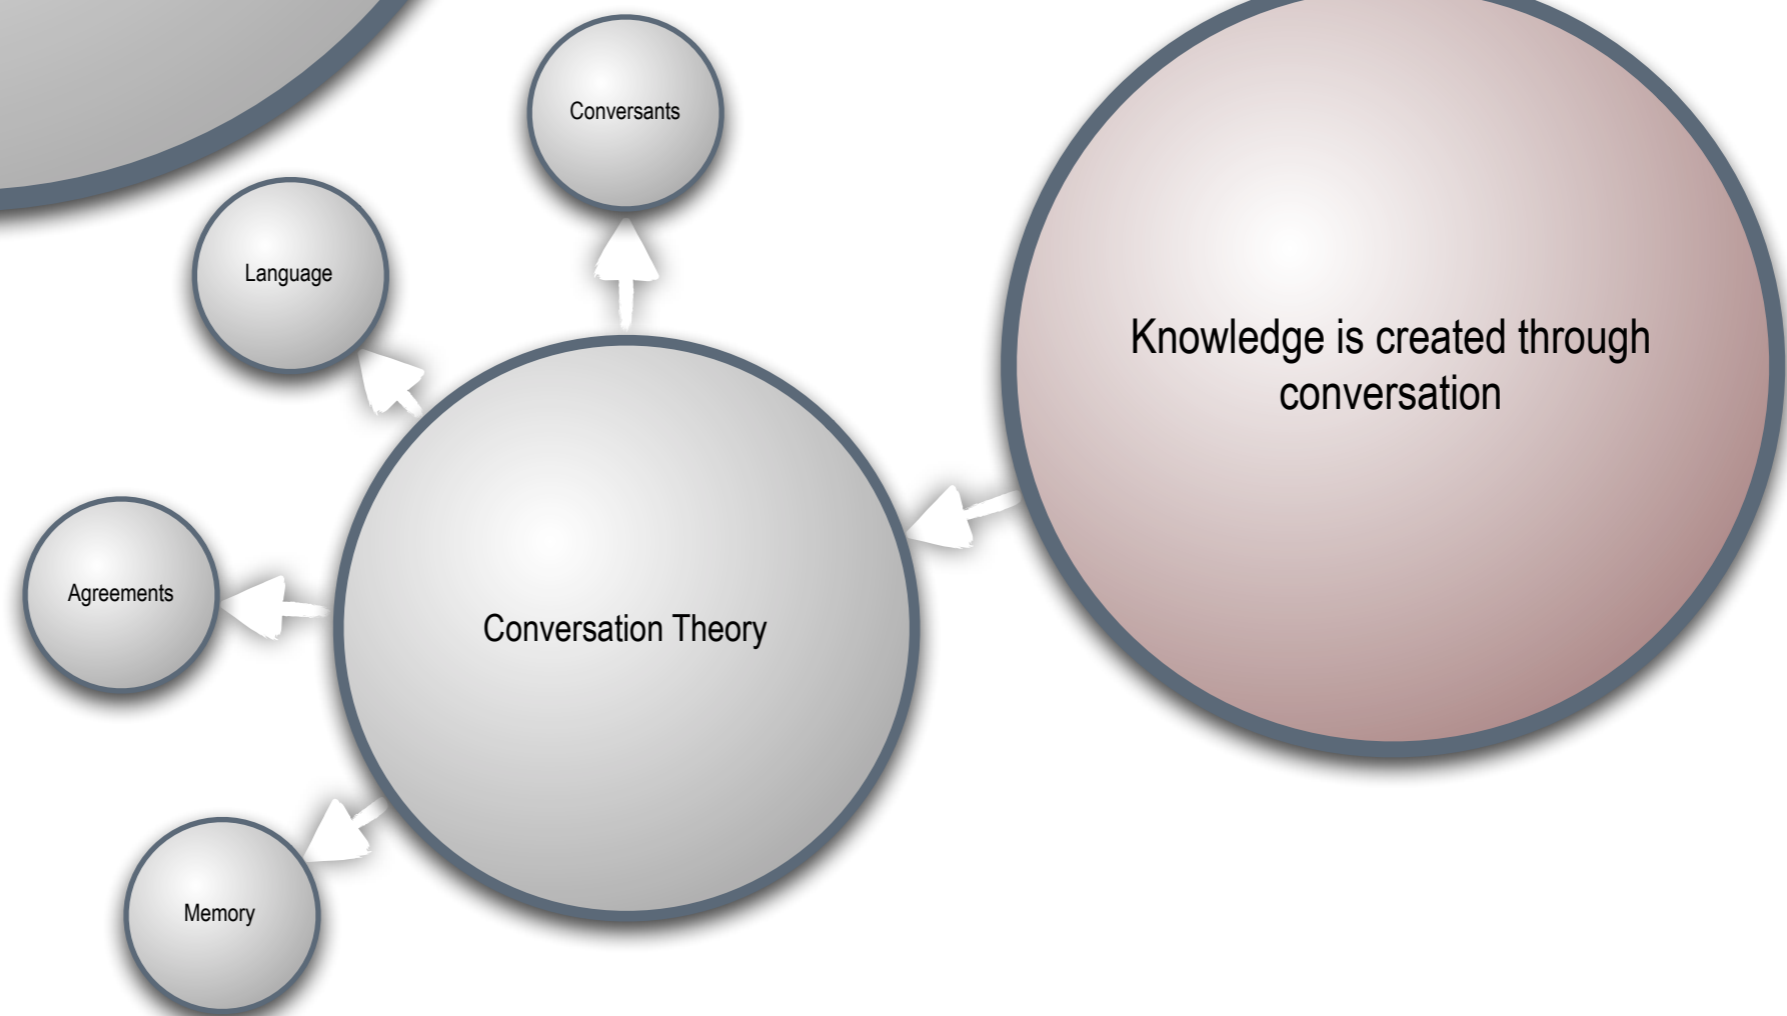 Conversants
Language
Knowledge is created through
conversation
Agreements
Conversation Theory
Memory